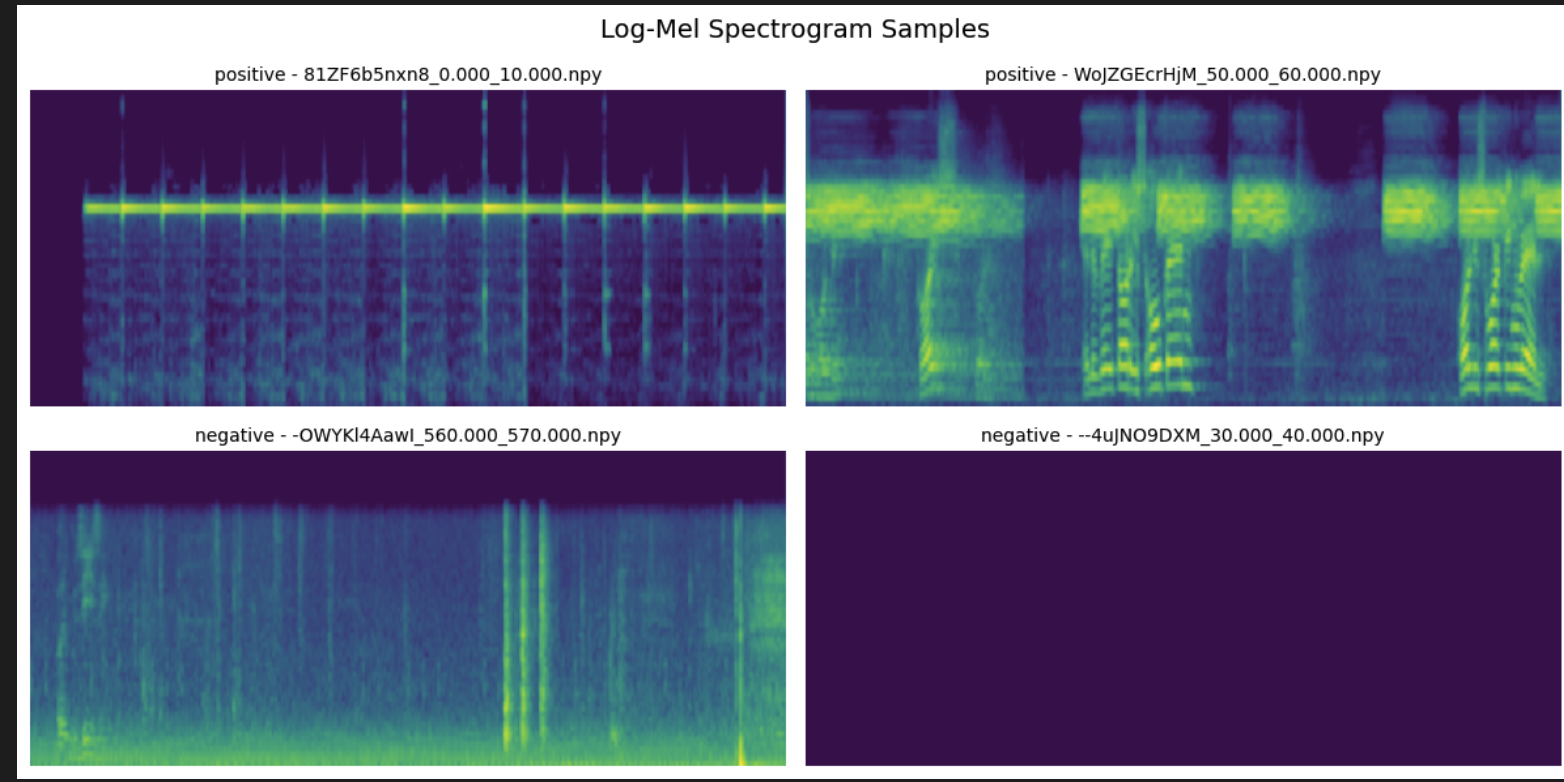 Log-Mel Spectrogram Samples
positive - 81ZF6b5nxn8_0.000_10.000.npy
positive - WoJZGEcrHjM_50.000_60.000.npy
negative - -OWYKl4AawI_560.000_570.000.npy
negative - --4uJNO9DXM_30.000_40.000.npy